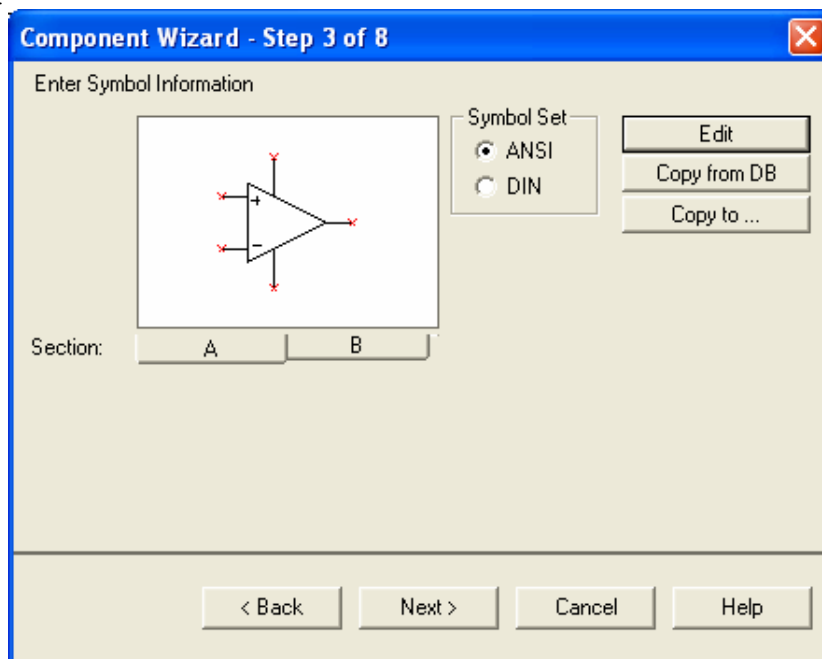 Component Wizard - Step 3 of 8
Enter Symbol Information
+
−
Symbol Set
ANSI
DIN
Edit
Copy from DB
Copy to ...
Section: A B
< Back Next > Cancel Help